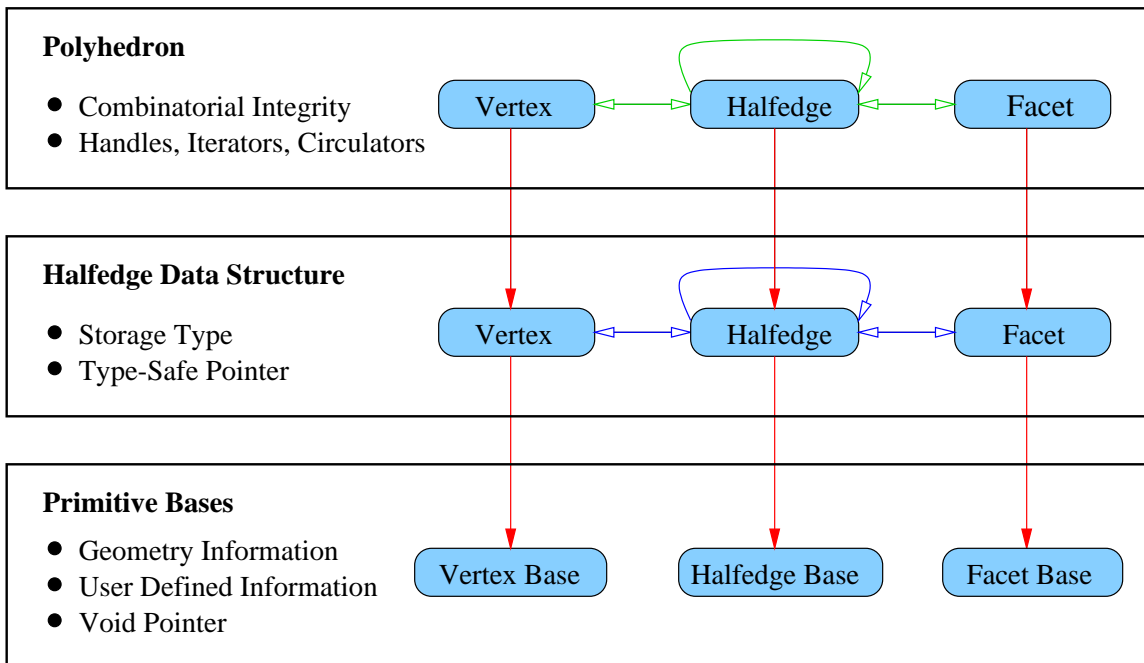 Polyhedron
● Combinatorial Integrity
● Handles, Iterators, Circulators
Vertex
Halfedge
Facet
Halfedge Data Structure
● Storage Type
● Type-Safe Pointer
Vertex
Halfedge
Facet
Primitive Bases
● Geometry Information
● User Defined Information
● Void Pointer
Vertex Base
Halfedge Base
Facet Base